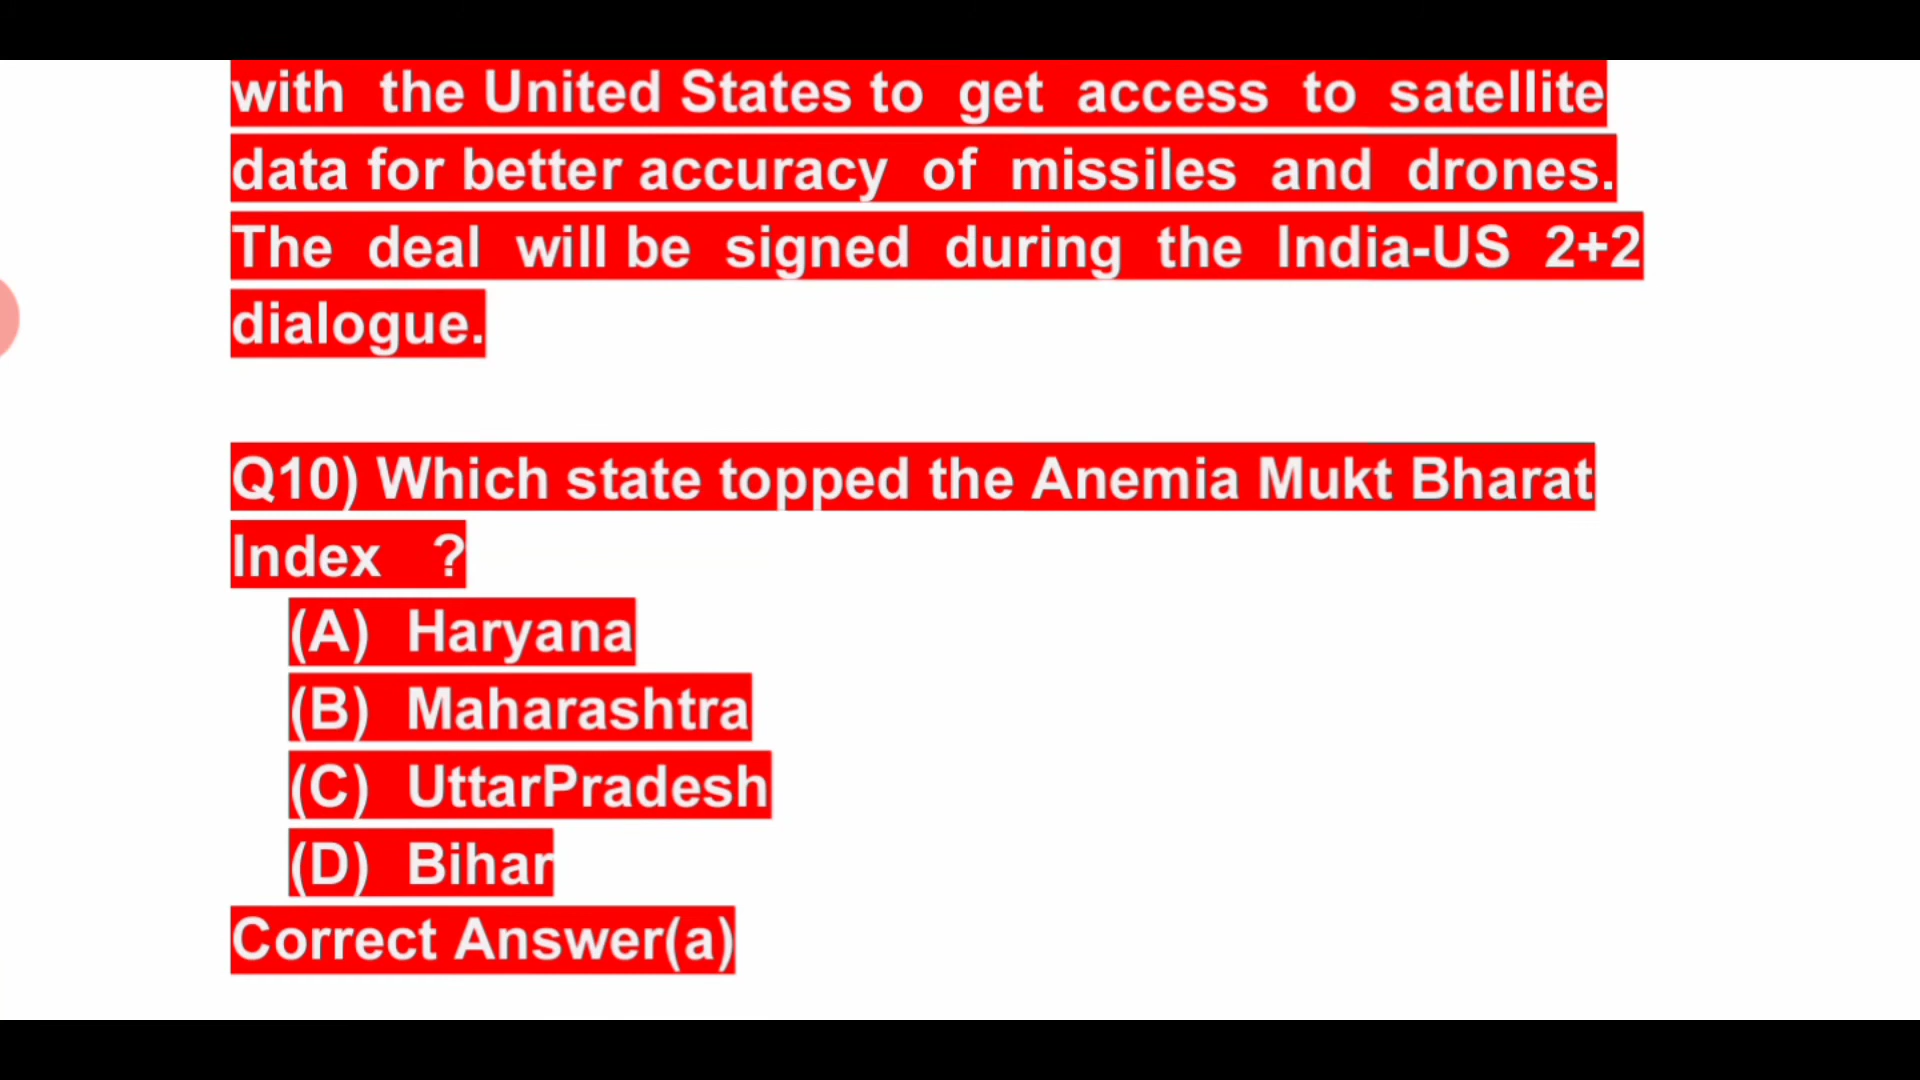 with the United States to get access to satellite
data for better accuracy of missiles and drones.
The deal will be signed during the India-US 2+2
dialogue.
Q10) Which state topped the Anemia Mukt Bharat
Index ?
(A) Haryana
(B) Maharashtra
(C) UttarPradesh
(D) Bihar
Correct Answer(a)